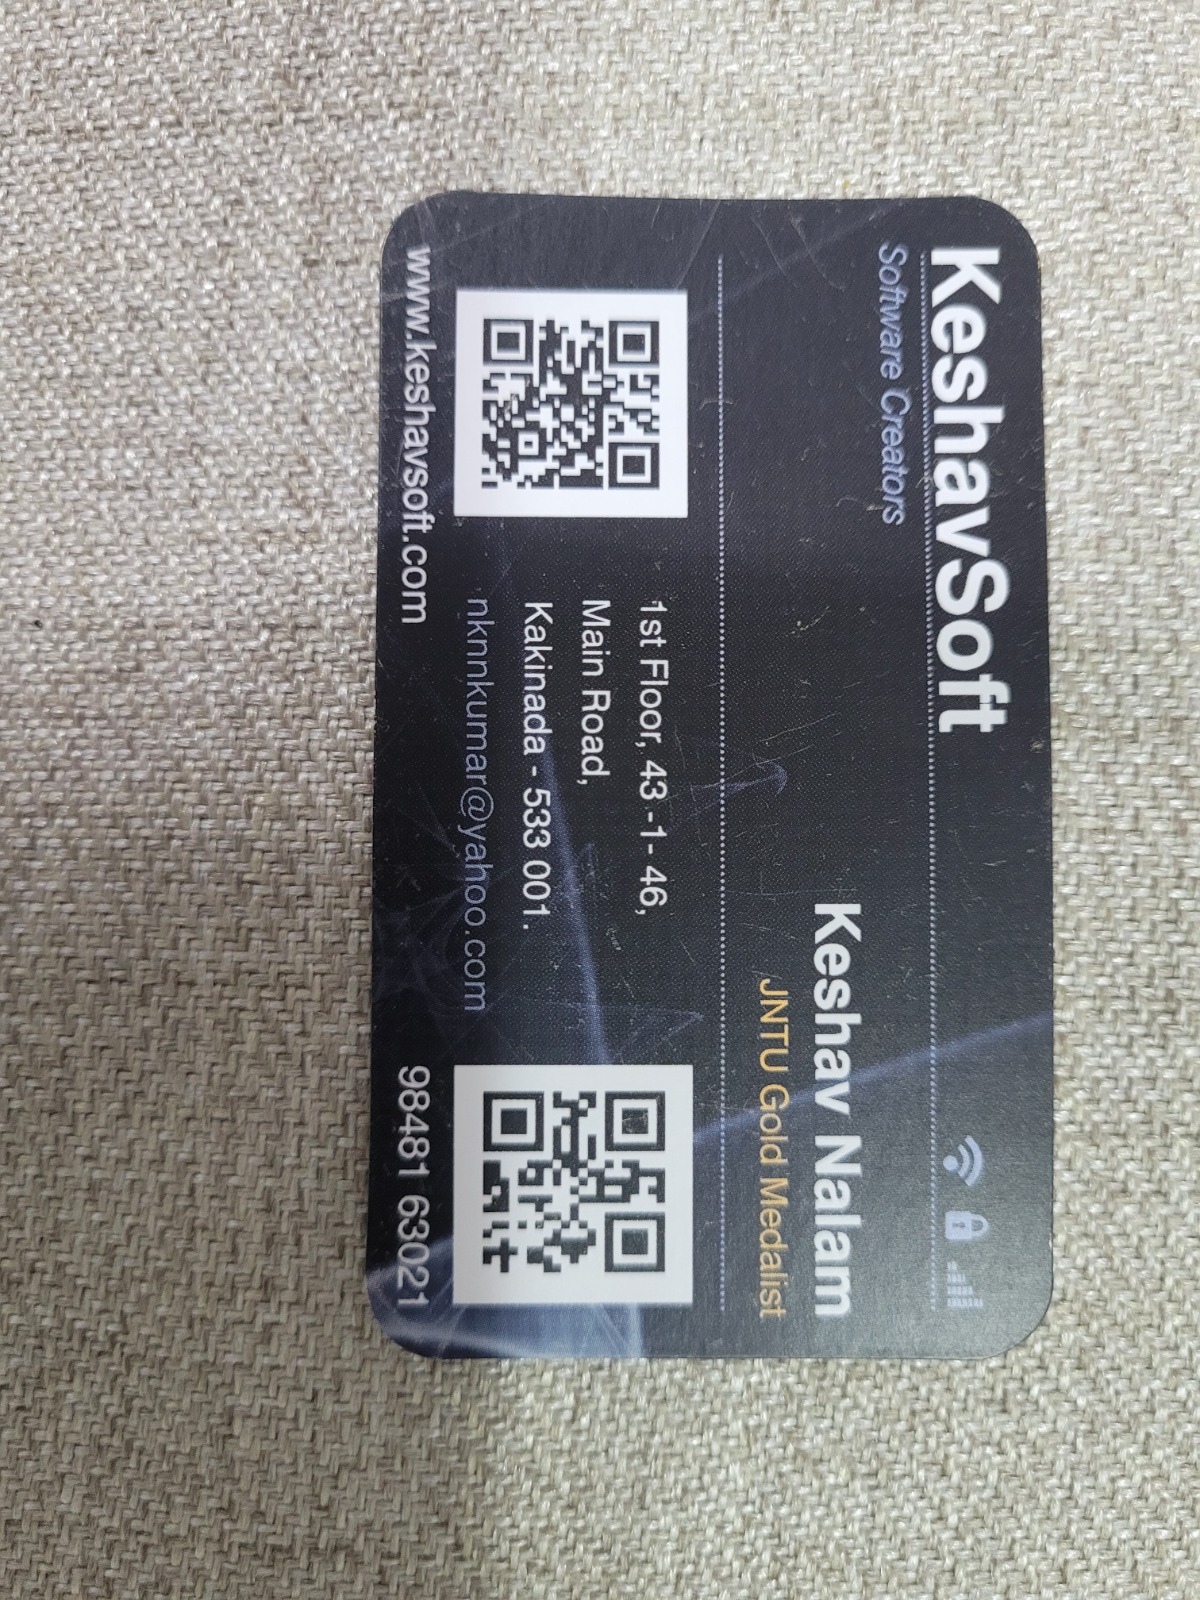 KeshavSoft
Software Creators
Keshav Nalam
JNTU Gold Medalist
1st Floor, 43 -1- 46,
Main Road,
Kakinada - 533 001.
nknnkumar@yahoo.com
www.keshavsoft.com
98481 63021